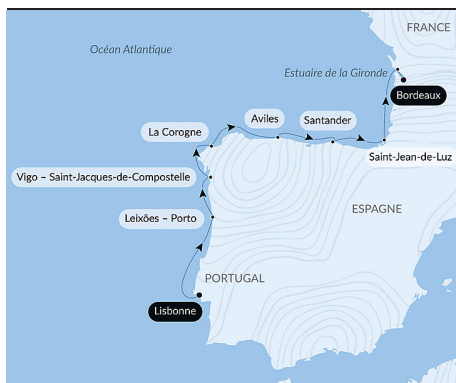 FRANCE
Océan Atlantique
Estuaire de la Gironde
Bordeaux
Aviles
Santander
La Corogne
Saint-Jean-de-Luz
Vigo – Saint-Jacques-de-Compostelle
ESPAGNE
Leixões – Porto
PORTUGAL
Lisbonne